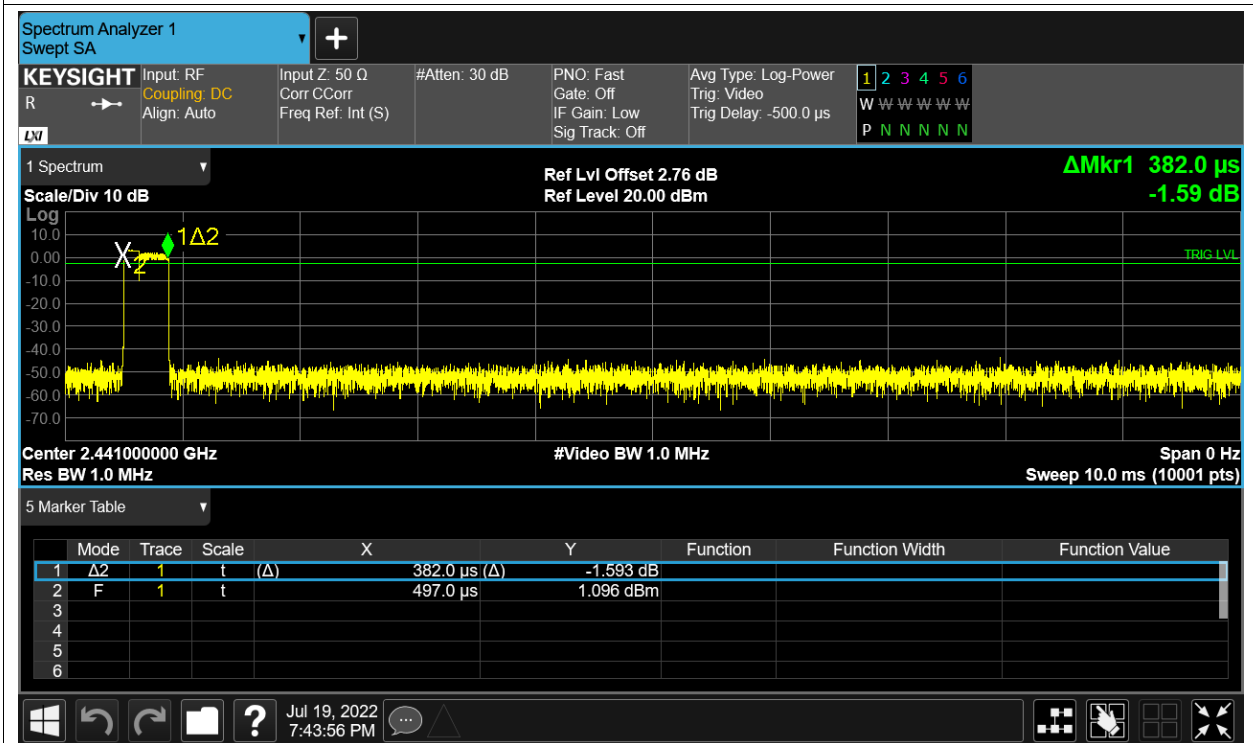 Spectrum Analyzer 1
Swept SA
KEYSIGHT
R
LXI
Input: RF
Coupling: DC
Align: Auto
Input Z: 50 Ω
Corr CCorr
Freq Ref: Int (S)
#Atten: 30 dB
PNO: Fast
Gate: Off
IF Gain: Low
Sig Track: Off
Avg Type: Log-Power
Trig: Video
Trig Delay: -500.0 µs
1 2 3 4 5 6
W W W W W W
P N N N N N
1 Spectrum
Scale/Div 10 dB
Ref Lvl Offset 2.76 dB
Ref Level 20.00 dBm
ΔMkr1 382.0 µs
-1.59 dB
Log
10.0
0.00
-10.0
-20.0
-30.0
-40.0
-50.0
-60.0
-70.0
X
2
1Δ2
TRIG LVL
Center 2.441000000 GHz
Res BW 1.0 MHz
#Video BW 1.0 MHz
Span 0 Hz
Sweep 10.0 ms (10001 pts)
5 Marker Table
Mode Trace Scale X Y Function Function Width Function Value
1 Δ2 1 t (Δ) 382.0 µs (Δ) -1.593 dB
2 F 1 t 497.0 µs 1.096 dBm
3
4
5
6
?
Jul 19, 2022
7:43:56 PM